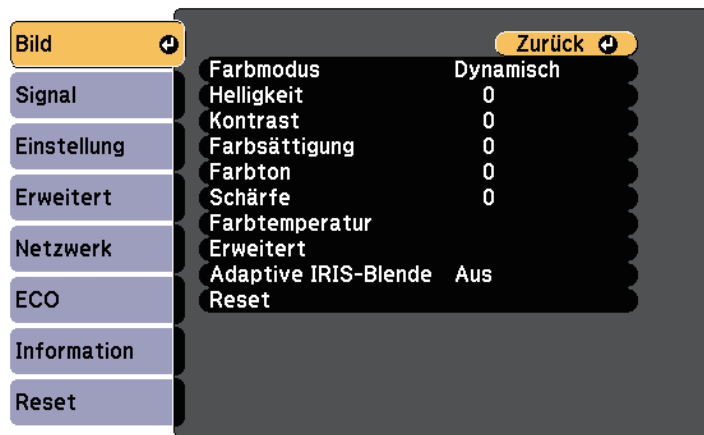 Bild
Signal
Einstellung
Erweitert
Netzwerk
ECO
Information
Reset
Zurück
Farbmodus Dynamisch
Helligkeit 0
Kontrast 0
Farbsättigung 0
Farbton 0
Schärfe 0
Farbtemperatur
Erweitert
Adaptive IRIS-Blende Aus
Reset